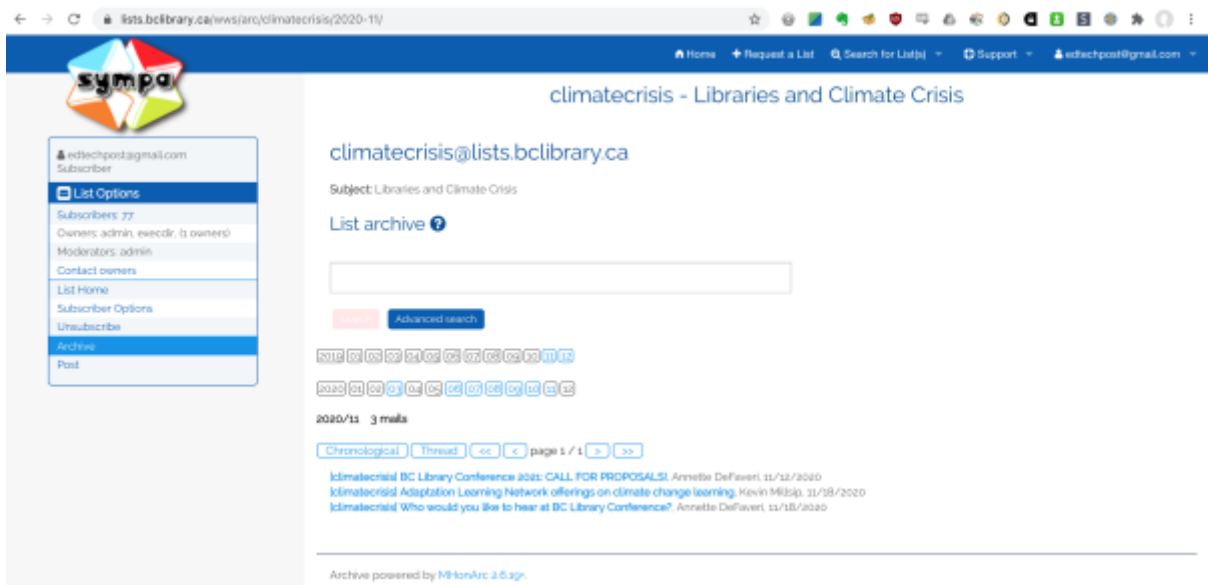 lists.bclibrary.ca/wws/arc/climatecrisis/2020-11/
Home Request a List Search for List(s) Support edtechpost@gmail.com
sympa
climatecrisis - Libraries and Climate Crisis
edtechpost@gmail.com
Subscriber
List Options
Subscribers: 77
Owners: admin, execdir, (1 owners)
Moderators: admin
Contact owners
List Home
Subscriber Options
Unsubscribe
Archive
Post
climatecrisis@lists.bclibrary.ca
Subject: Libraries and Climate Crisis
List archive ?
Search Advanced search
2019 01 02 03 04 05 06 07 08 09 10 11 12
2020 01 02 03 04 05 06 07 08 09 10 11 12
2020/11 3 mails
Chronological Thread << < page 1 / 1 > >>
[climatecrisis] BC Library Conference 2021: CALL FOR PROPOSALS!, Annette DeFaveri, 11/12/2020
[climatecrisis] Adaptation Learning Network offerings on climate change learning, Kevin Millsip, 11/18/2020
[climatecrisis] Who would you like to hear at BC Library Conference?, Annette DeFaveri, 11/18/2020
Archive powered by MHonArc 2.6.19+.